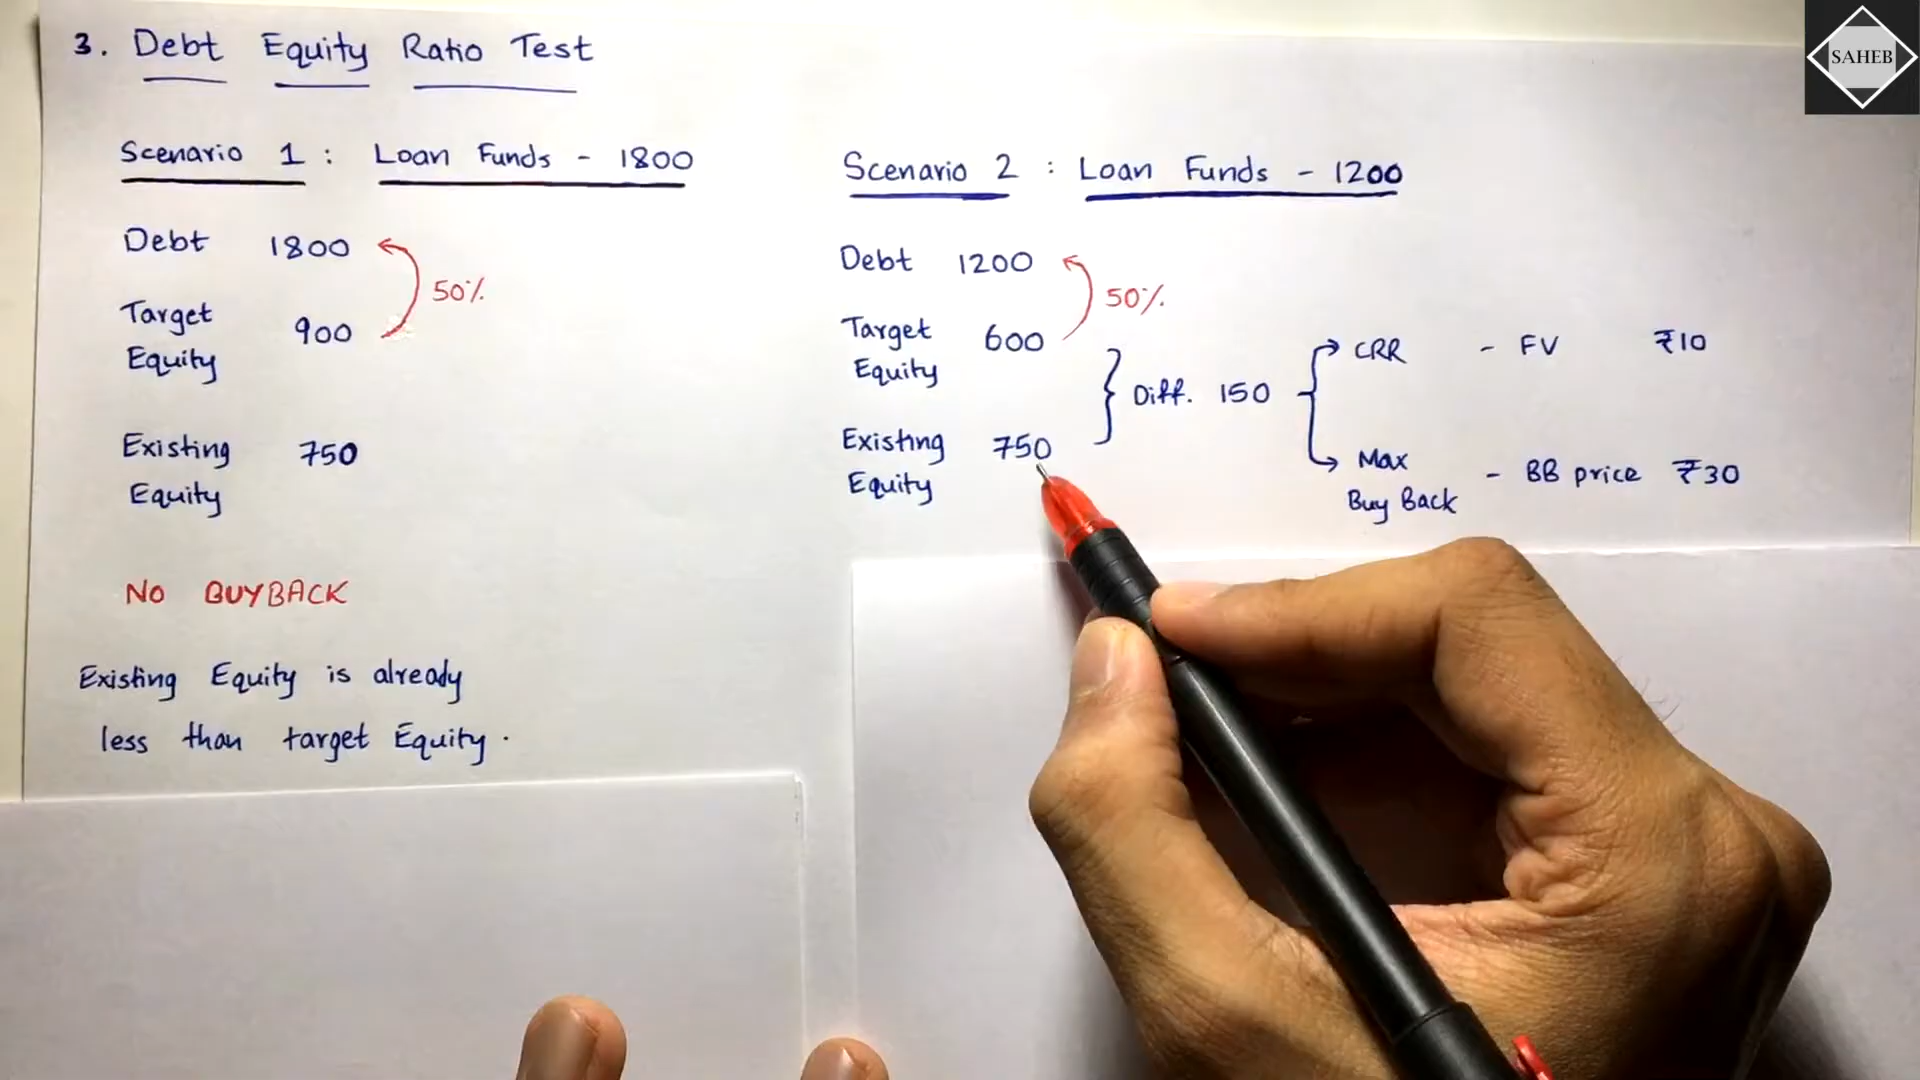 3. Debt Equity Ratio Test
Scenario 1 : Loan Funds - 1800
Debt 1800
50%
Target 900
Equity
Existing 750
Equity
NO BUYBACK
Existing Equity is already
less than target Equity.
Scenario 2 : Loan Funds - 1200
Debt 1200
50%
Target 600
Equity
Existing 750
Equity
Diff. 150
CRR - FV ₹10
Max - BB price ₹30
Buy Back
SAHEB